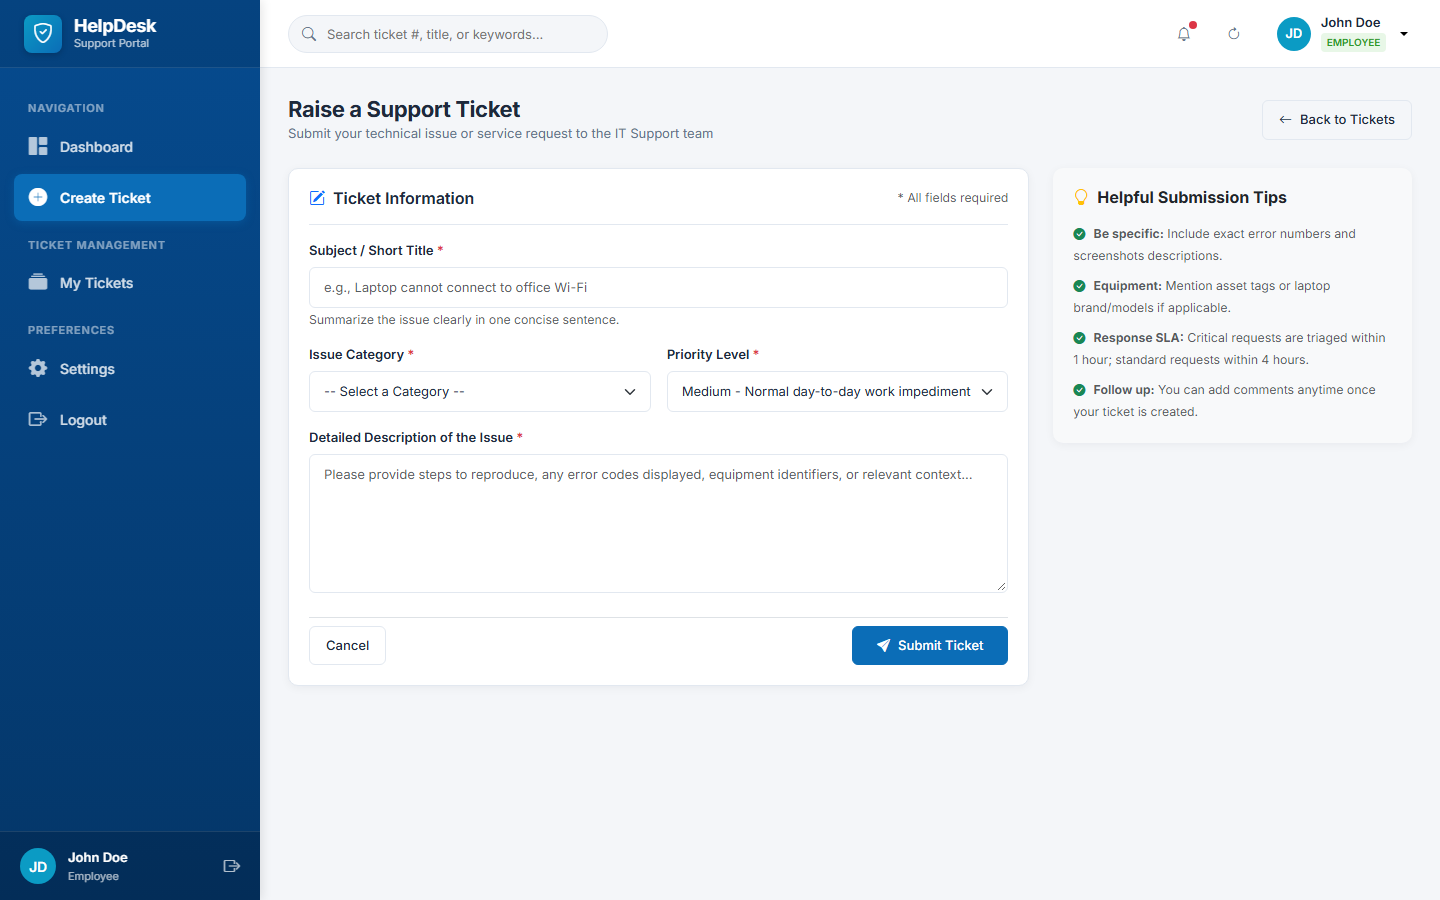 HelpDesk
Support Portal
NAVIGATION
Dashboard
Create Ticket
TICKET MANAGEMENT
My Tickets
PREFERENCES
Settings
Logout
JD
John Doe
Employee
Search ticket #, title, or keywords...
JD
John Doe
EMPLOYEE
Raise a Support Ticket
Submit your technical issue or service request to the IT Support team
Back to Tickets
Ticket Information
* All fields required
Subject / Short Title *
e.g., Laptop cannot connect to office Wi-Fi
Summarize the issue clearly in one concise sentence.
Issue Category *
-- Select a Category --
Priority Level *
Medium - Normal day-to-day work impediment
Detailed Description of the Issue *
Please provide steps to reproduce, any error codes displayed, equipment identifiers, or relevant context...
Cancel
Submit Ticket
Helpful Submission Tips
Be specific: Include exact error numbers and
screenshots descriptions.
Equipment: Mention asset tags or laptop
brand/models if applicable.
Response SLA: Critical requests are triaged within
1 hour; standard requests within 4 hours.
Follow up: You can add comments anytime once
your ticket is created.